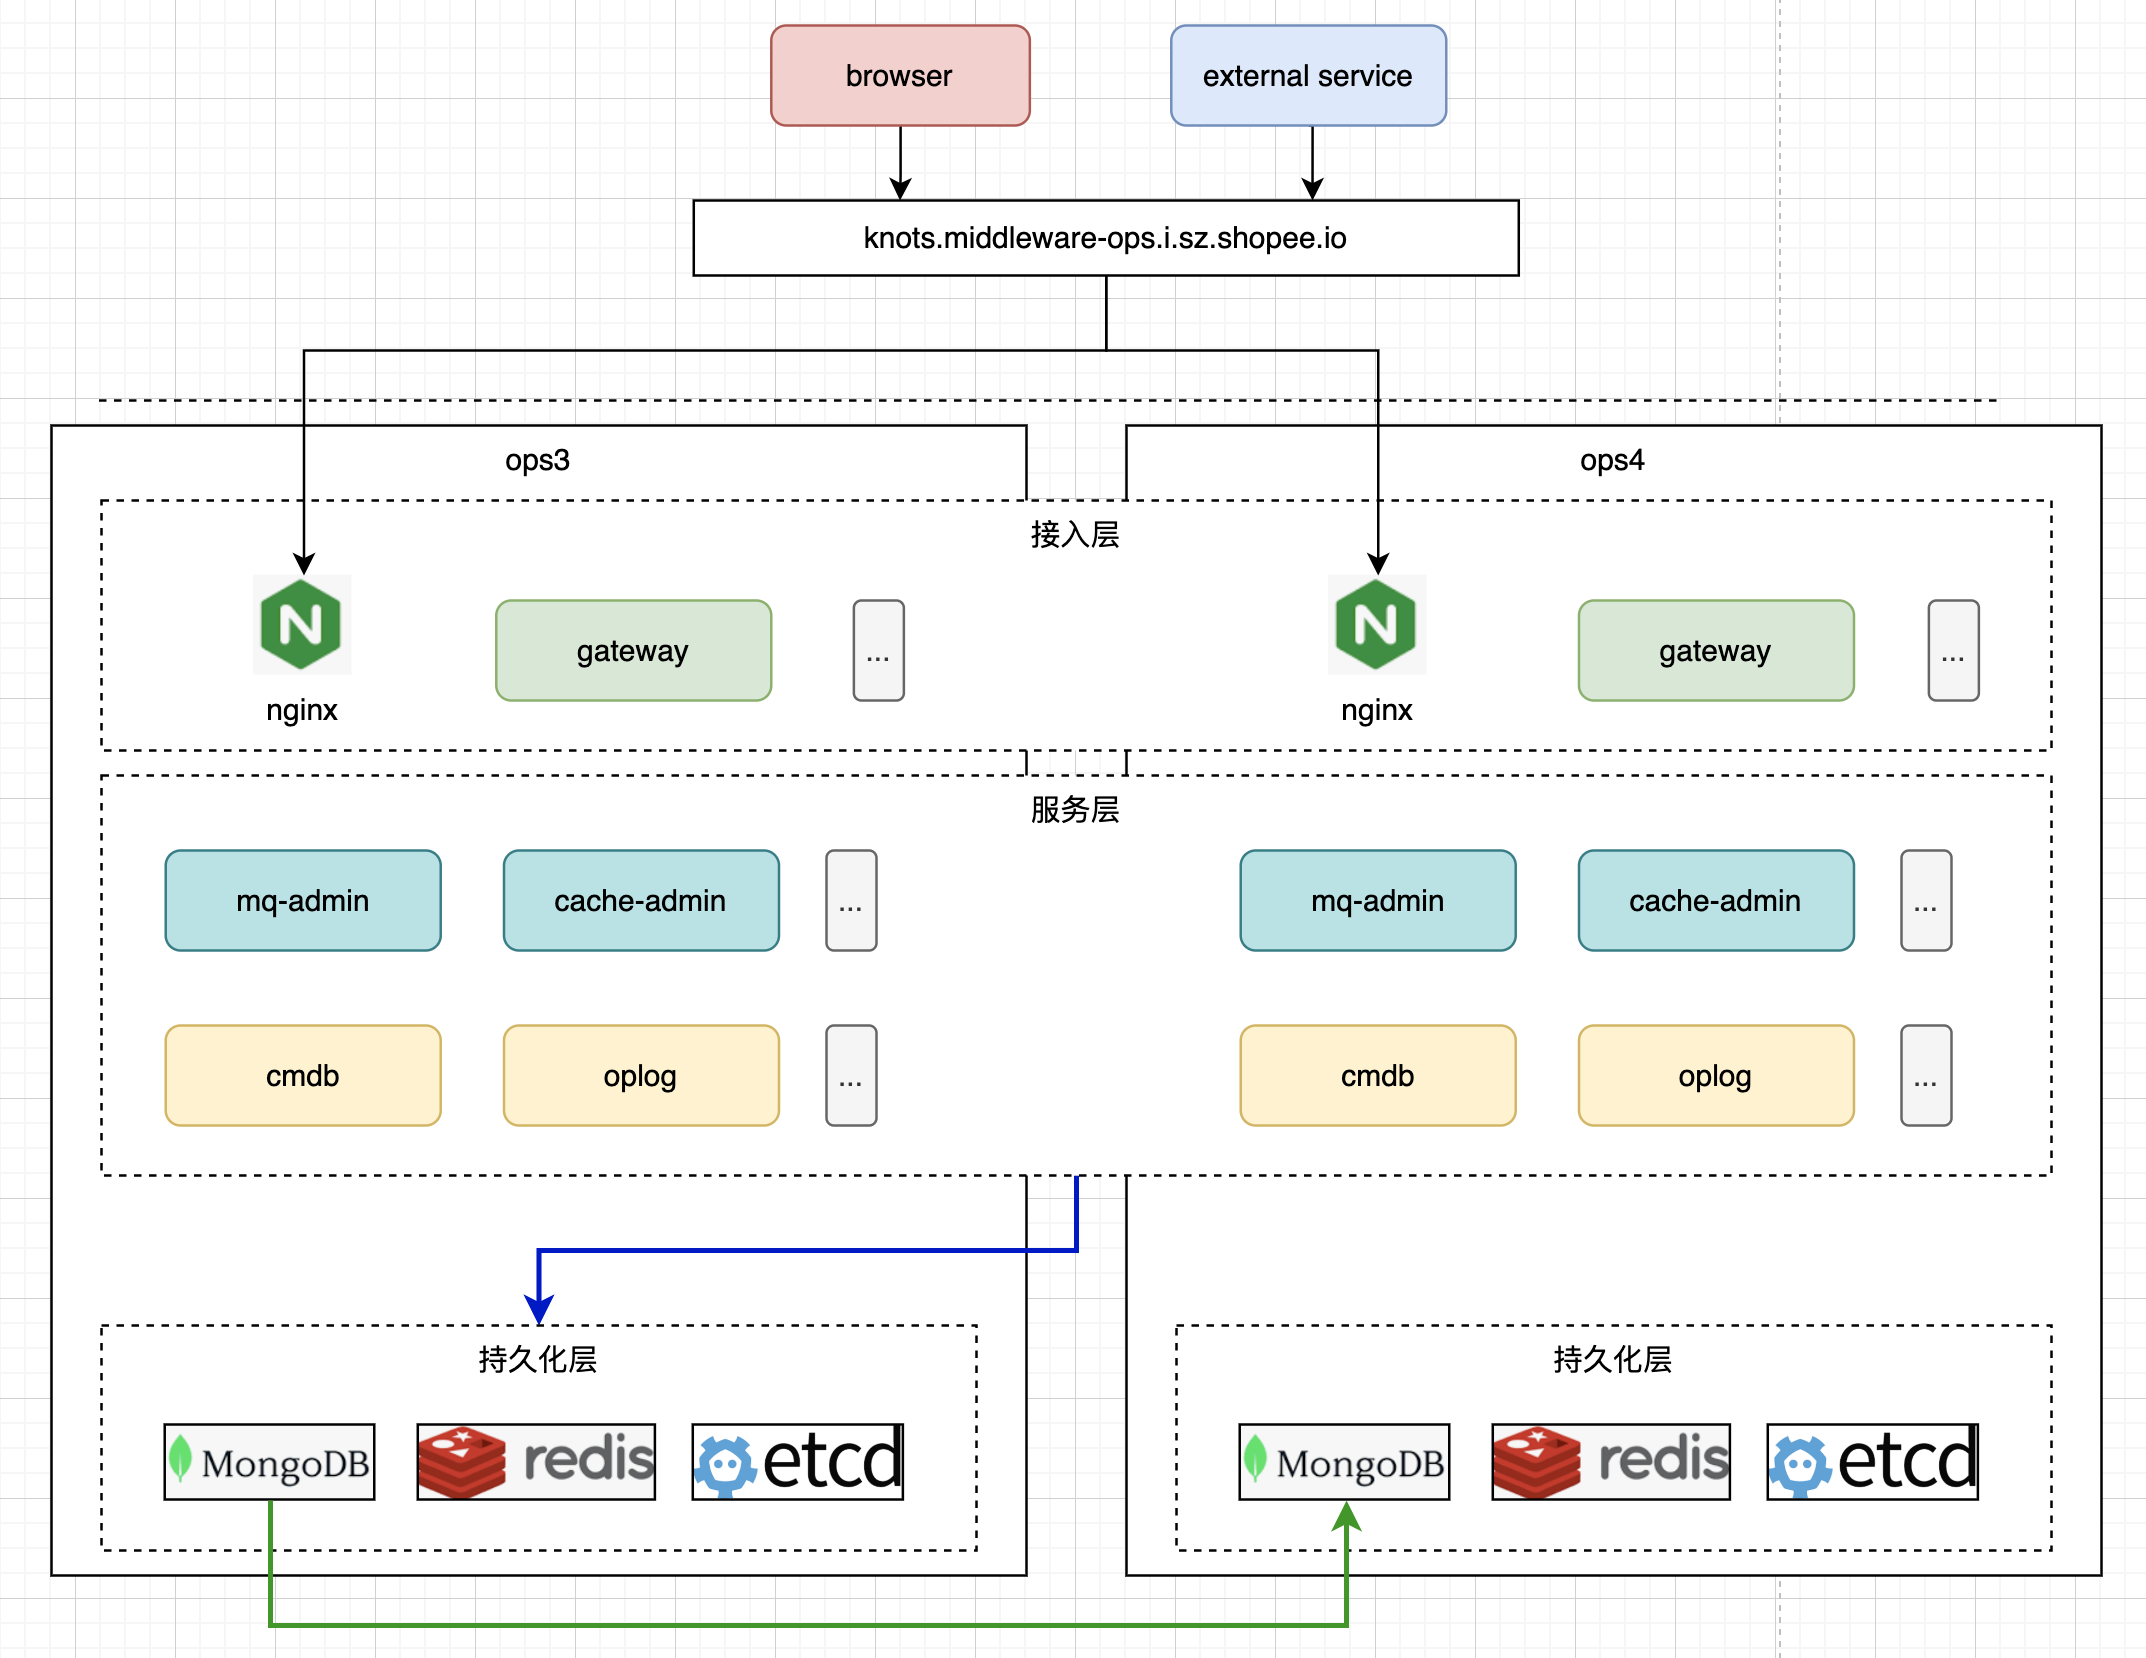 browser
external service
knots.middleware-ops.i.sz.shopee.io
ops3
ops4
接入层
N
nginx
gateway
...
N
nginx
gateway
...
服务层
mq-admin
cache-admin
...
mq-admin
cache-admin
...
cmdb
oplog
...
cmdb
oplog
...
持久化层
持久化层
MongoDB
redis
etcd
MongoDB
redis
etcd